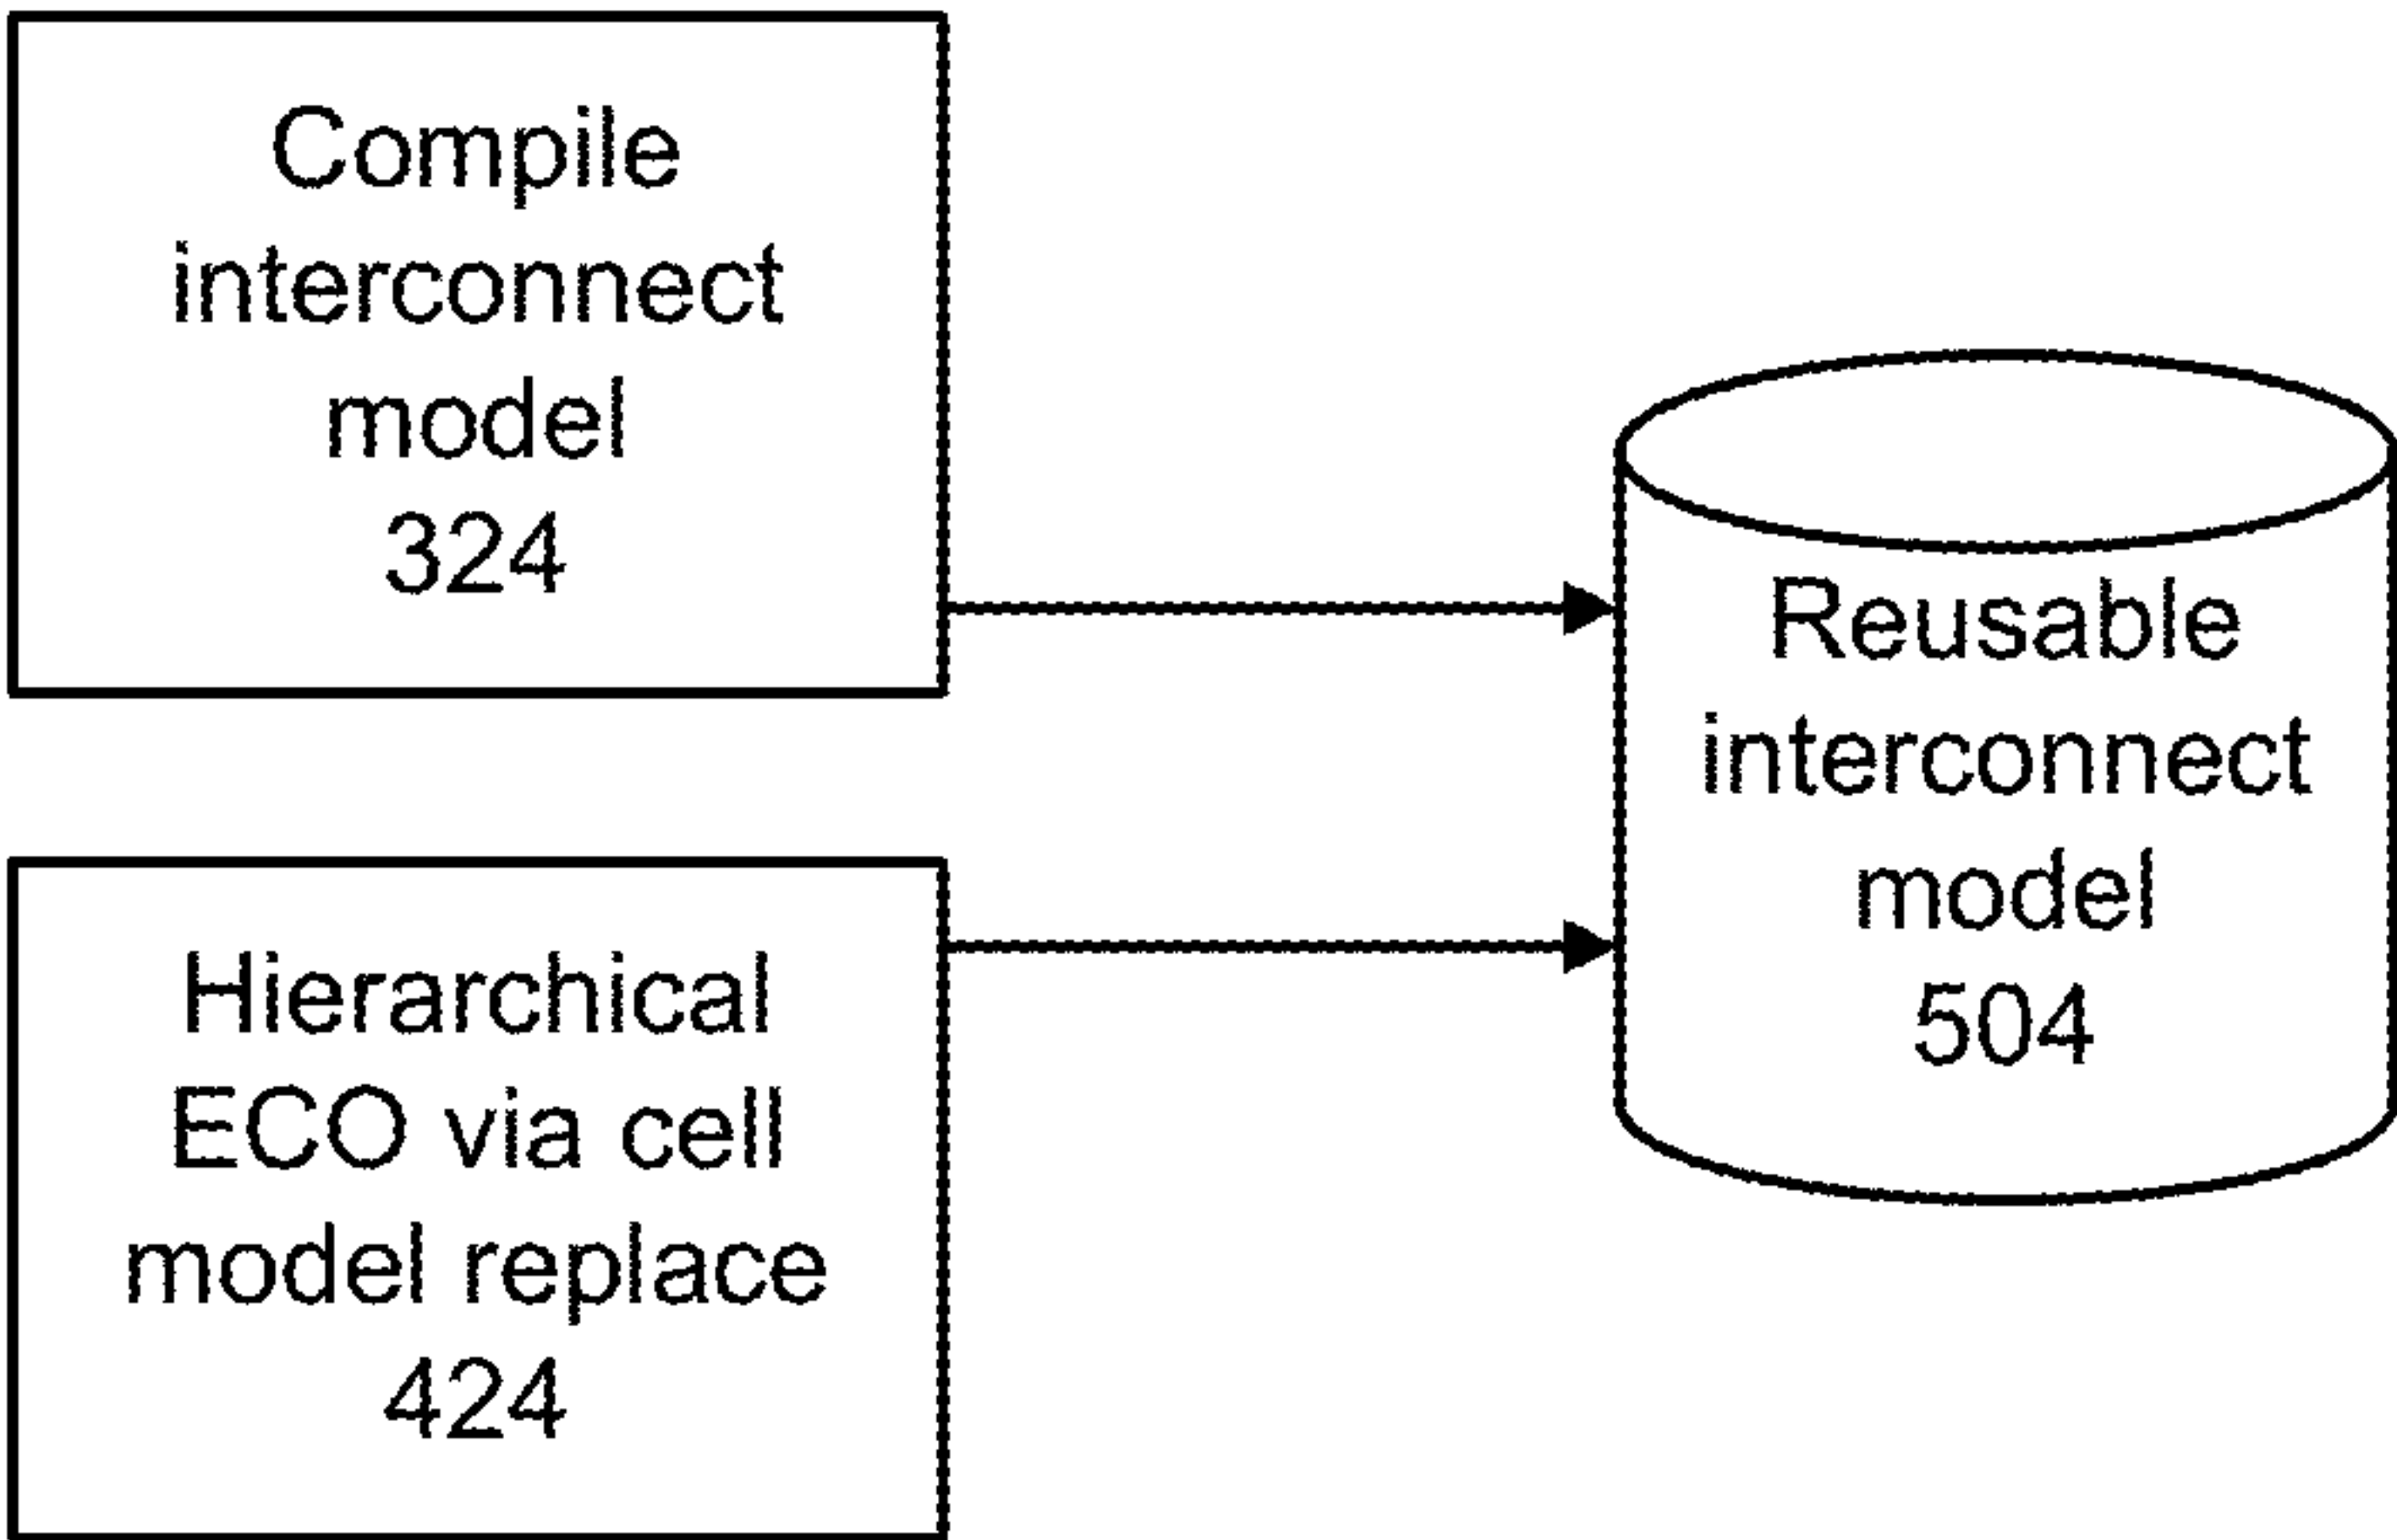 Compile
interconnect
model
324
Hierarchical
ECO via cell
model replace
424
Reusable
interconnect
model
504